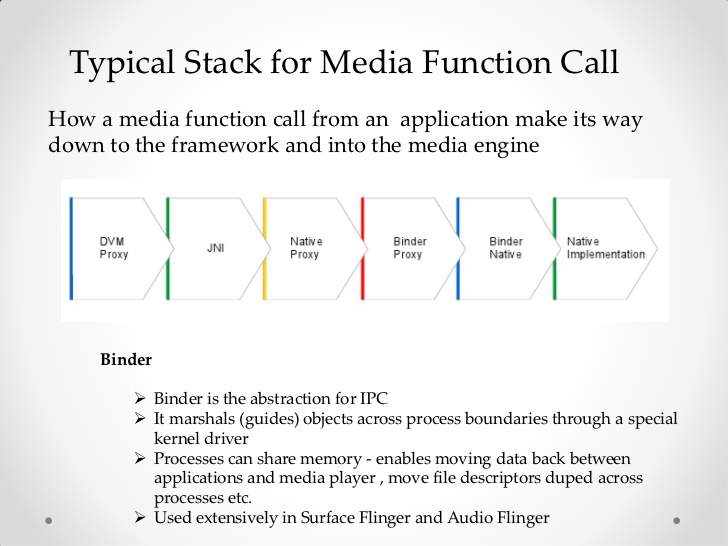 Typical Stack for Media Function Call
How a media function call from an application make its way
down to the framework and into the media engine
DVM
Proxy
JNI
Native
Proxy
Binder
Proxy
Binder
Native
Native
Implementation
Binder
➢ Binder is the abstraction for IPC
➢ It marshals (guides) objects across process boundaries through a special
kernel driver
➢ Processes can share memory - enables moving data back between
applications and media player , move file descriptors duped across
processes etc.
➢ Used extensively in Surface Flinger and Audio Flinger